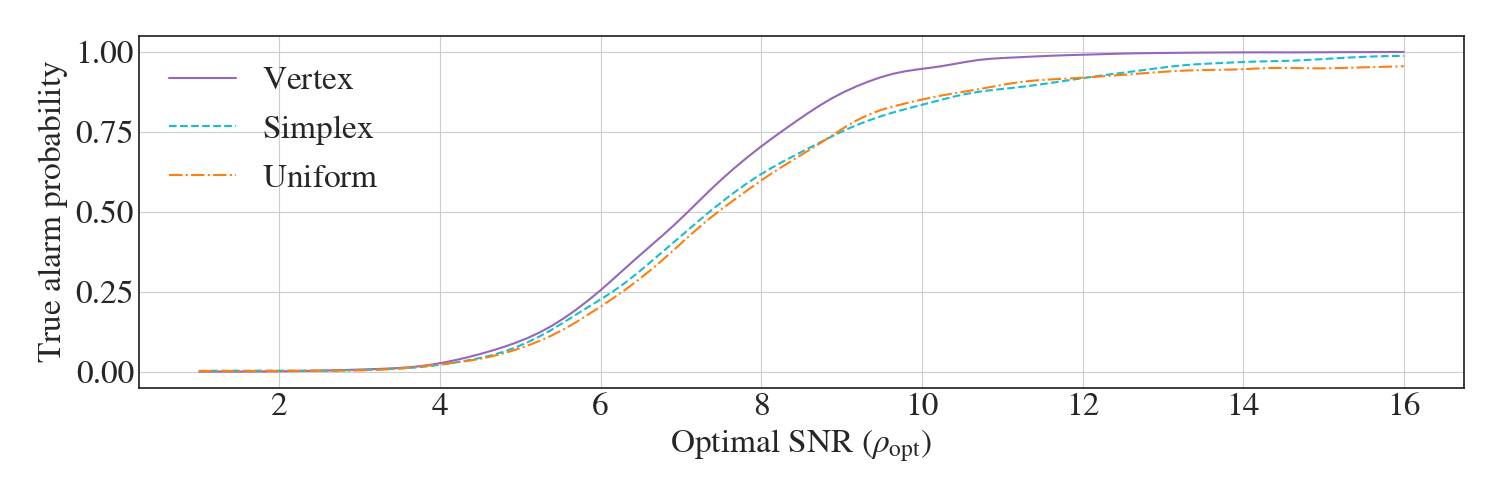 True alarm probability
1.00
0.75
0.50
0.25
0.00
Vertex
Simplex
Uniform
2 4 6 8 10 12 14 16
Optimal SNR (ρopt)